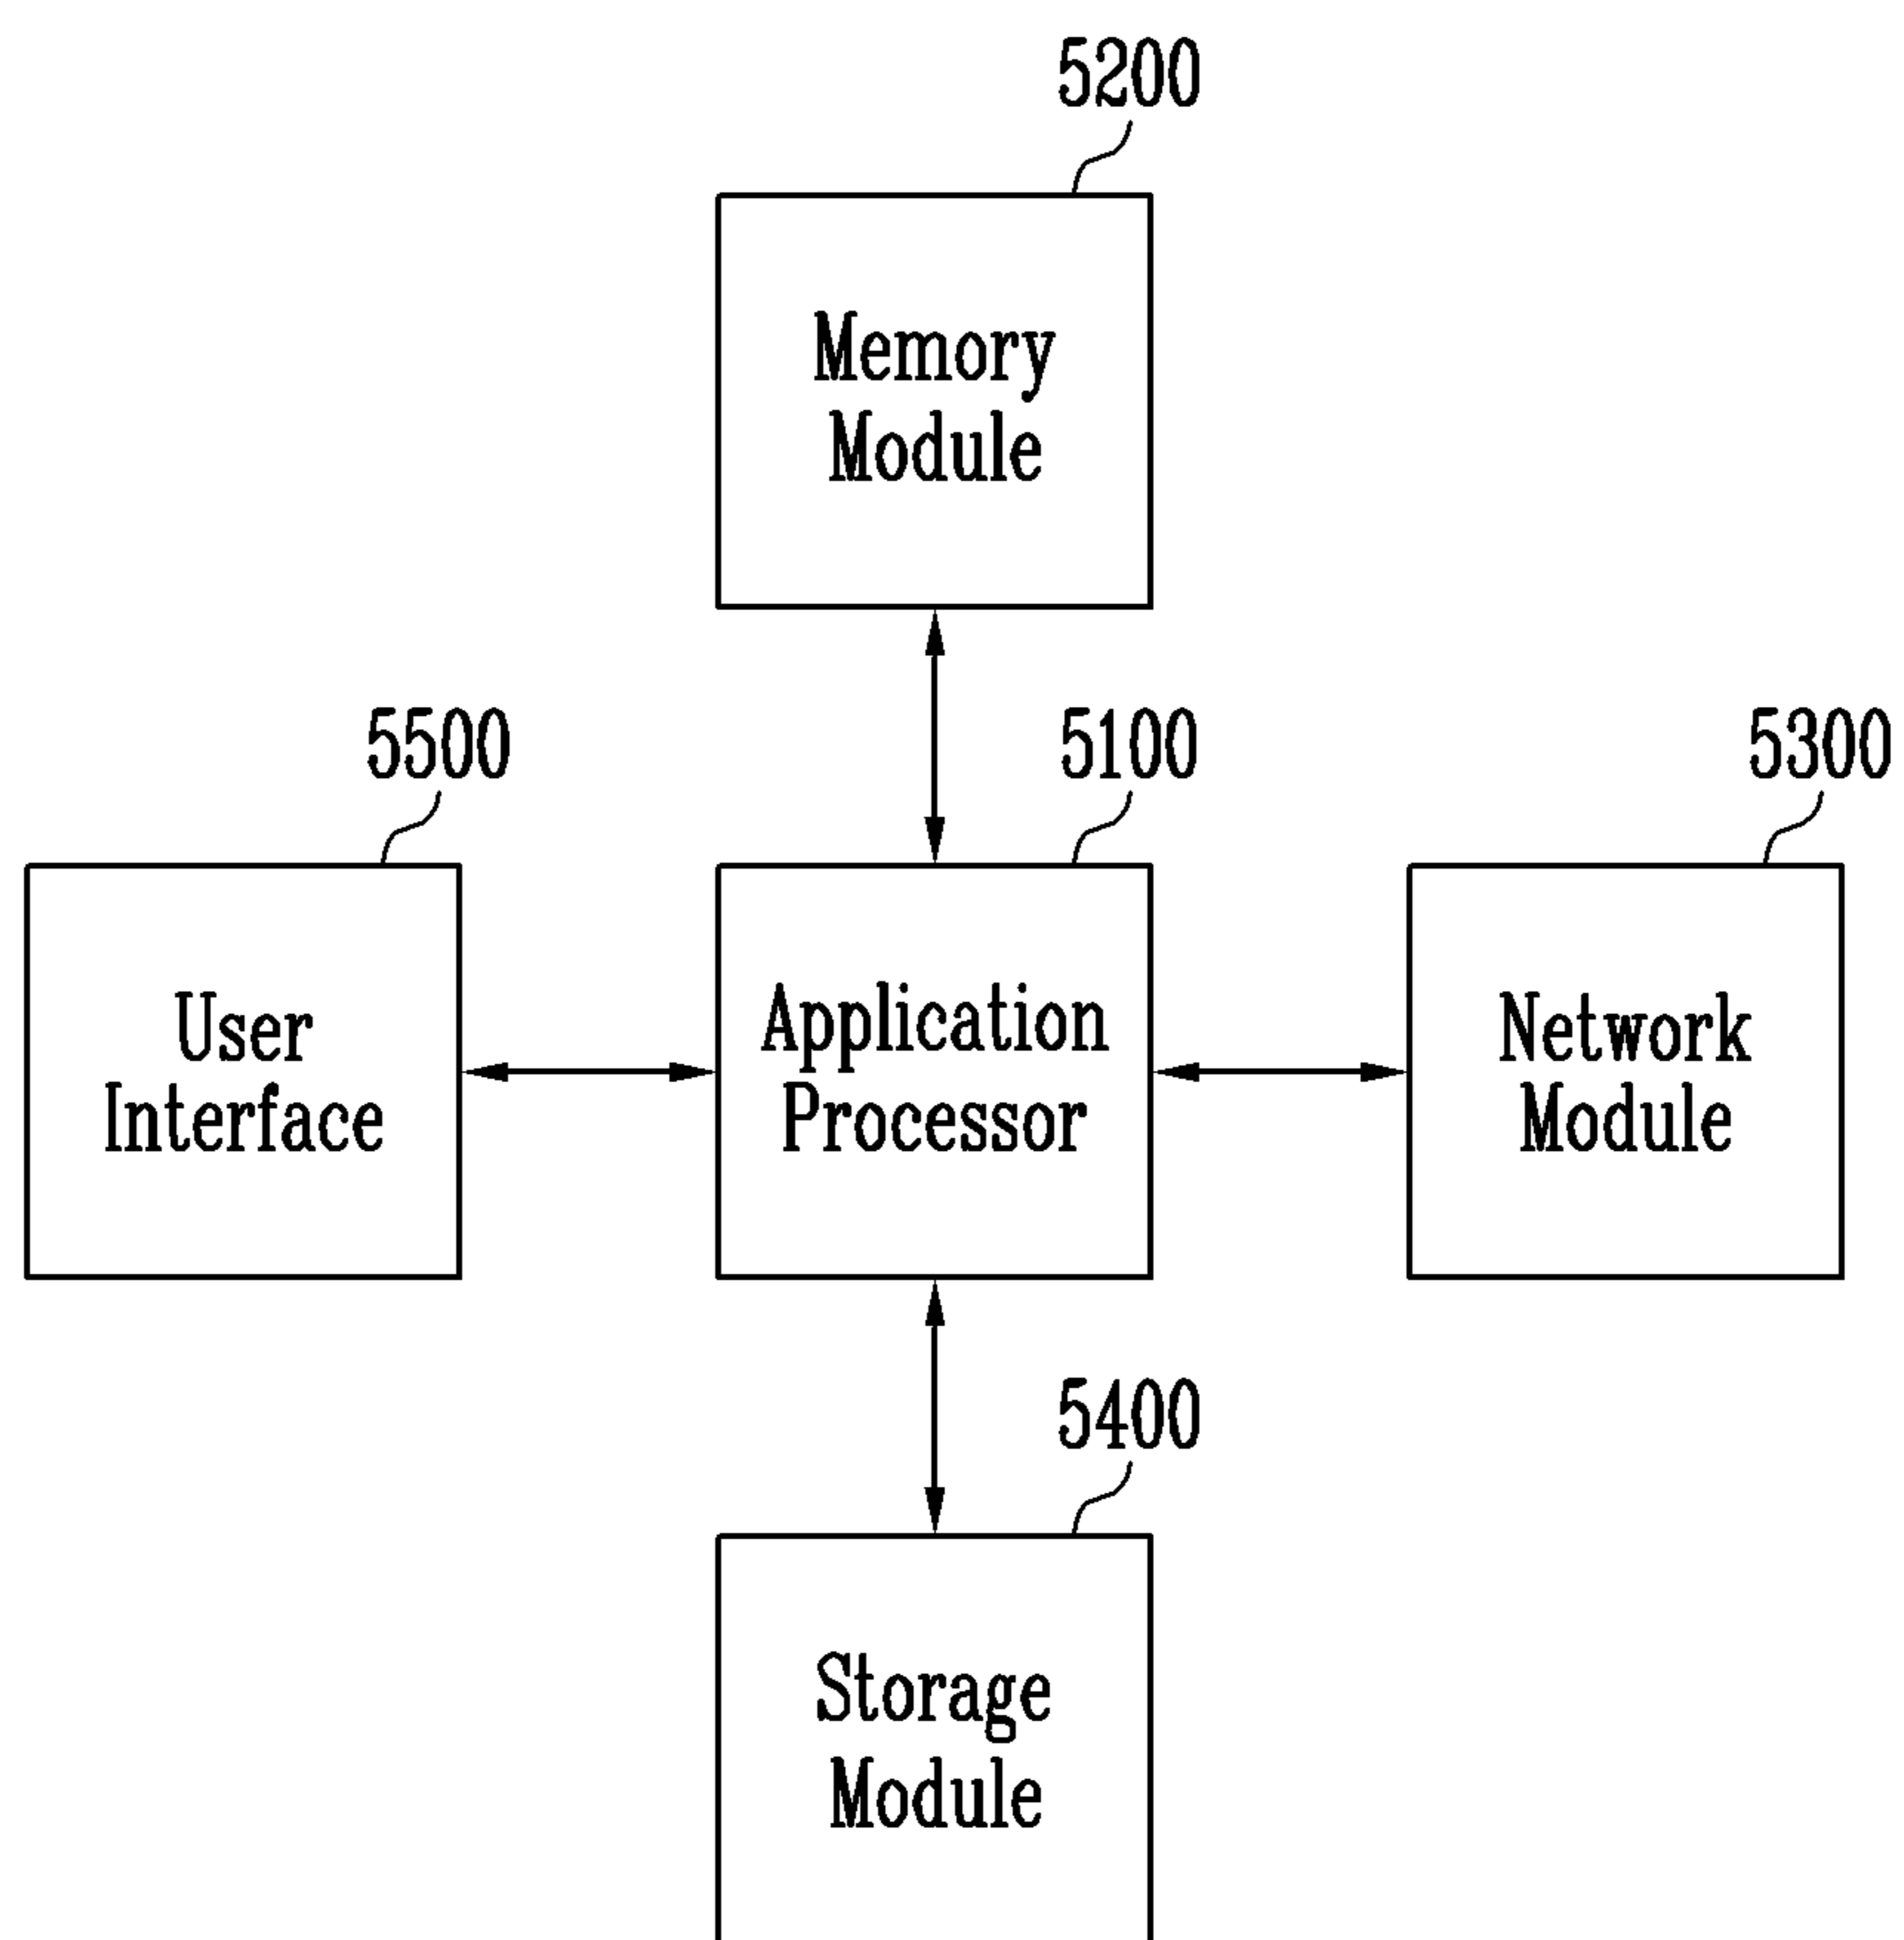 5200
Memory
Module
5500
5100
5300
User
Interface
Application
Processor
Network
Module
5400
Storage
Module